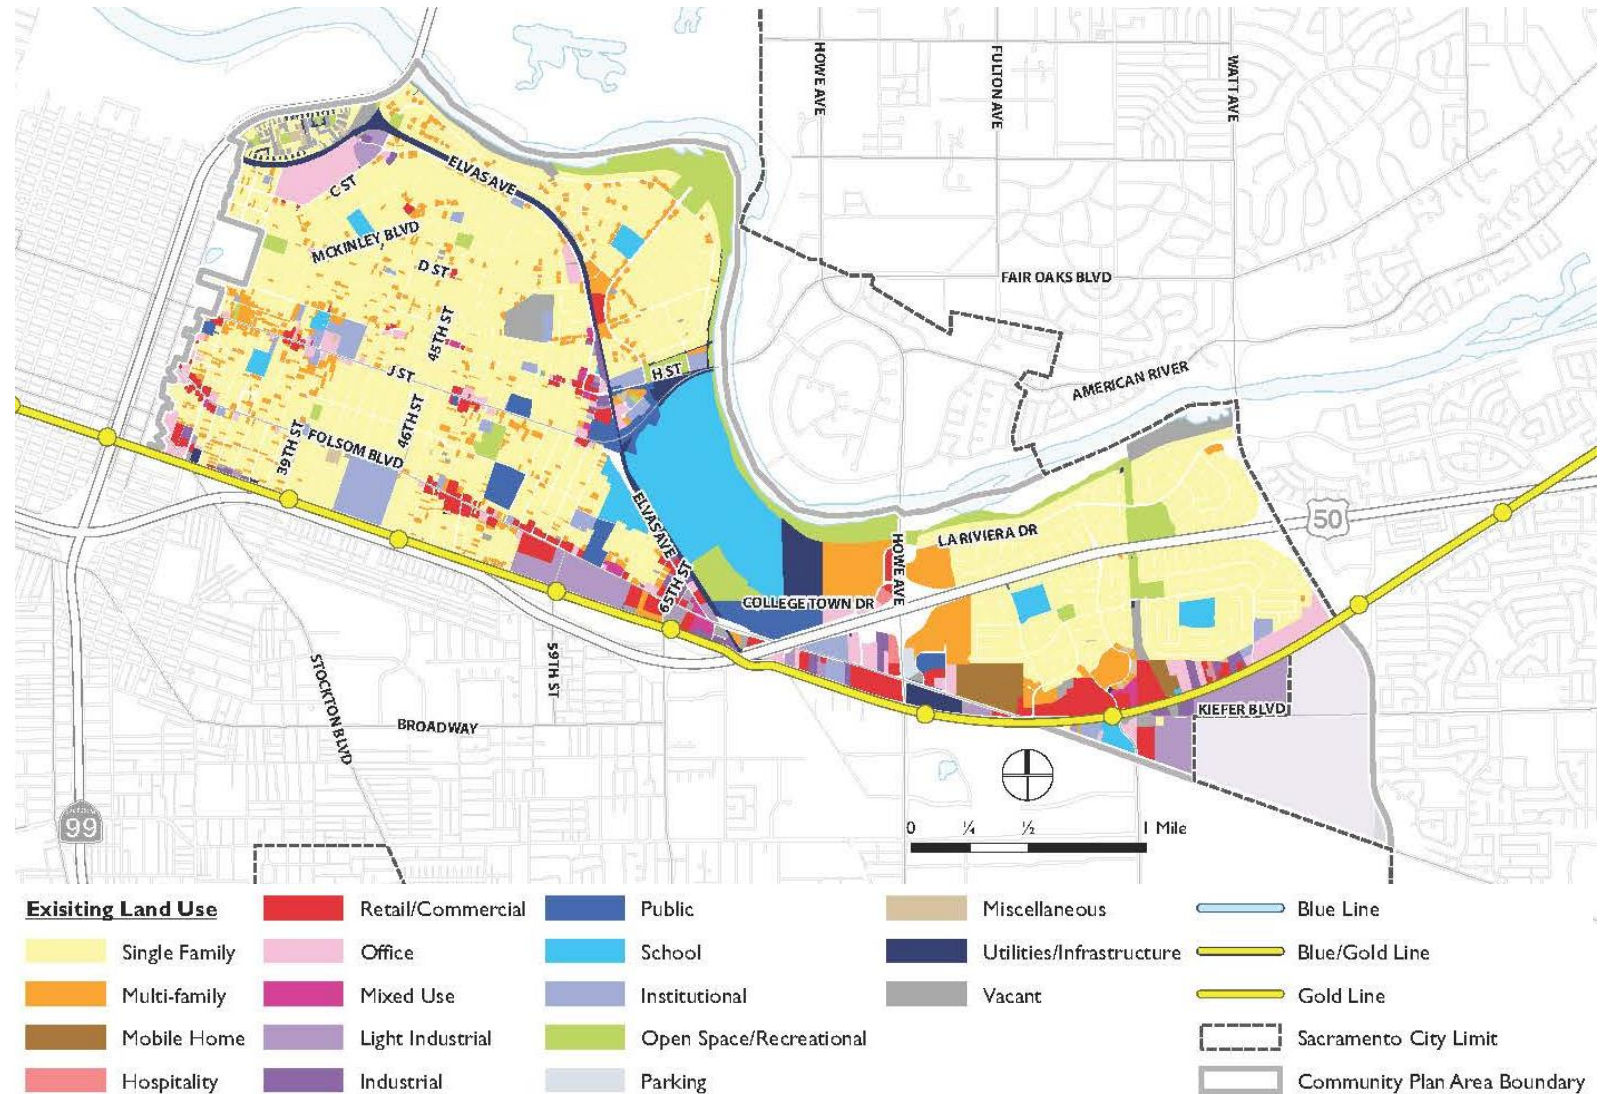 HOWE AVE
FULTON AVE
WATT AVE
ELVAS AVE
C ST
MCKINLEY BLVD
D ST
FAIR OAKS BLVD
45TH ST
J ST
H ST
AMERICAN RIVER
46TH ST
39TH ST
FOLSOM BLVD
ELVAS AVE
50
LA RIVIERA DR
HOWE AVE
65TH ST
COLLEGE TOWN DR
59TH ST
STOCKTON BLVD
BROADWAY
KIEFER BLVD
99
0 ¼ ½ 1 Mile
Exisiting Land Use
Single Family
Multi-family
Mobile Home
Hospitality
Retail/Commercial
Office
Mixed Use
Light Industrial
Industrial
Public
School
Institutional
Open Space/Recreational
Parking
Miscellaneous
Utilities/Infrastructure
Vacant
Blue Line
Blue/Gold Line
Gold Line
Sacramento City Limit
Community Plan Area Boundary